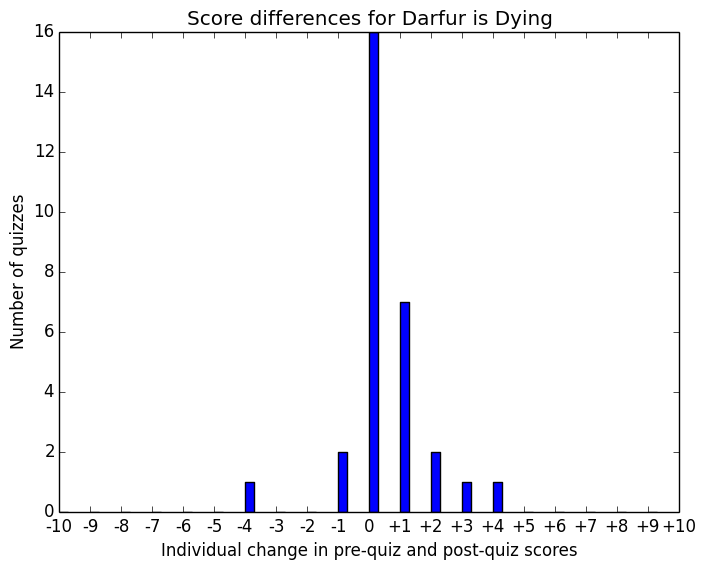 Score differences for Darfur is Dying
16
14
12
10
8
6
4
2
0
Number of quizzes
-10 -9 -8 -7 -6 -5 -4 -3 -2 -1 0 +1 +2 +3 +4 +5 +6 +7 +8 +9 +10
Individual change in pre-quiz and post-quiz scores